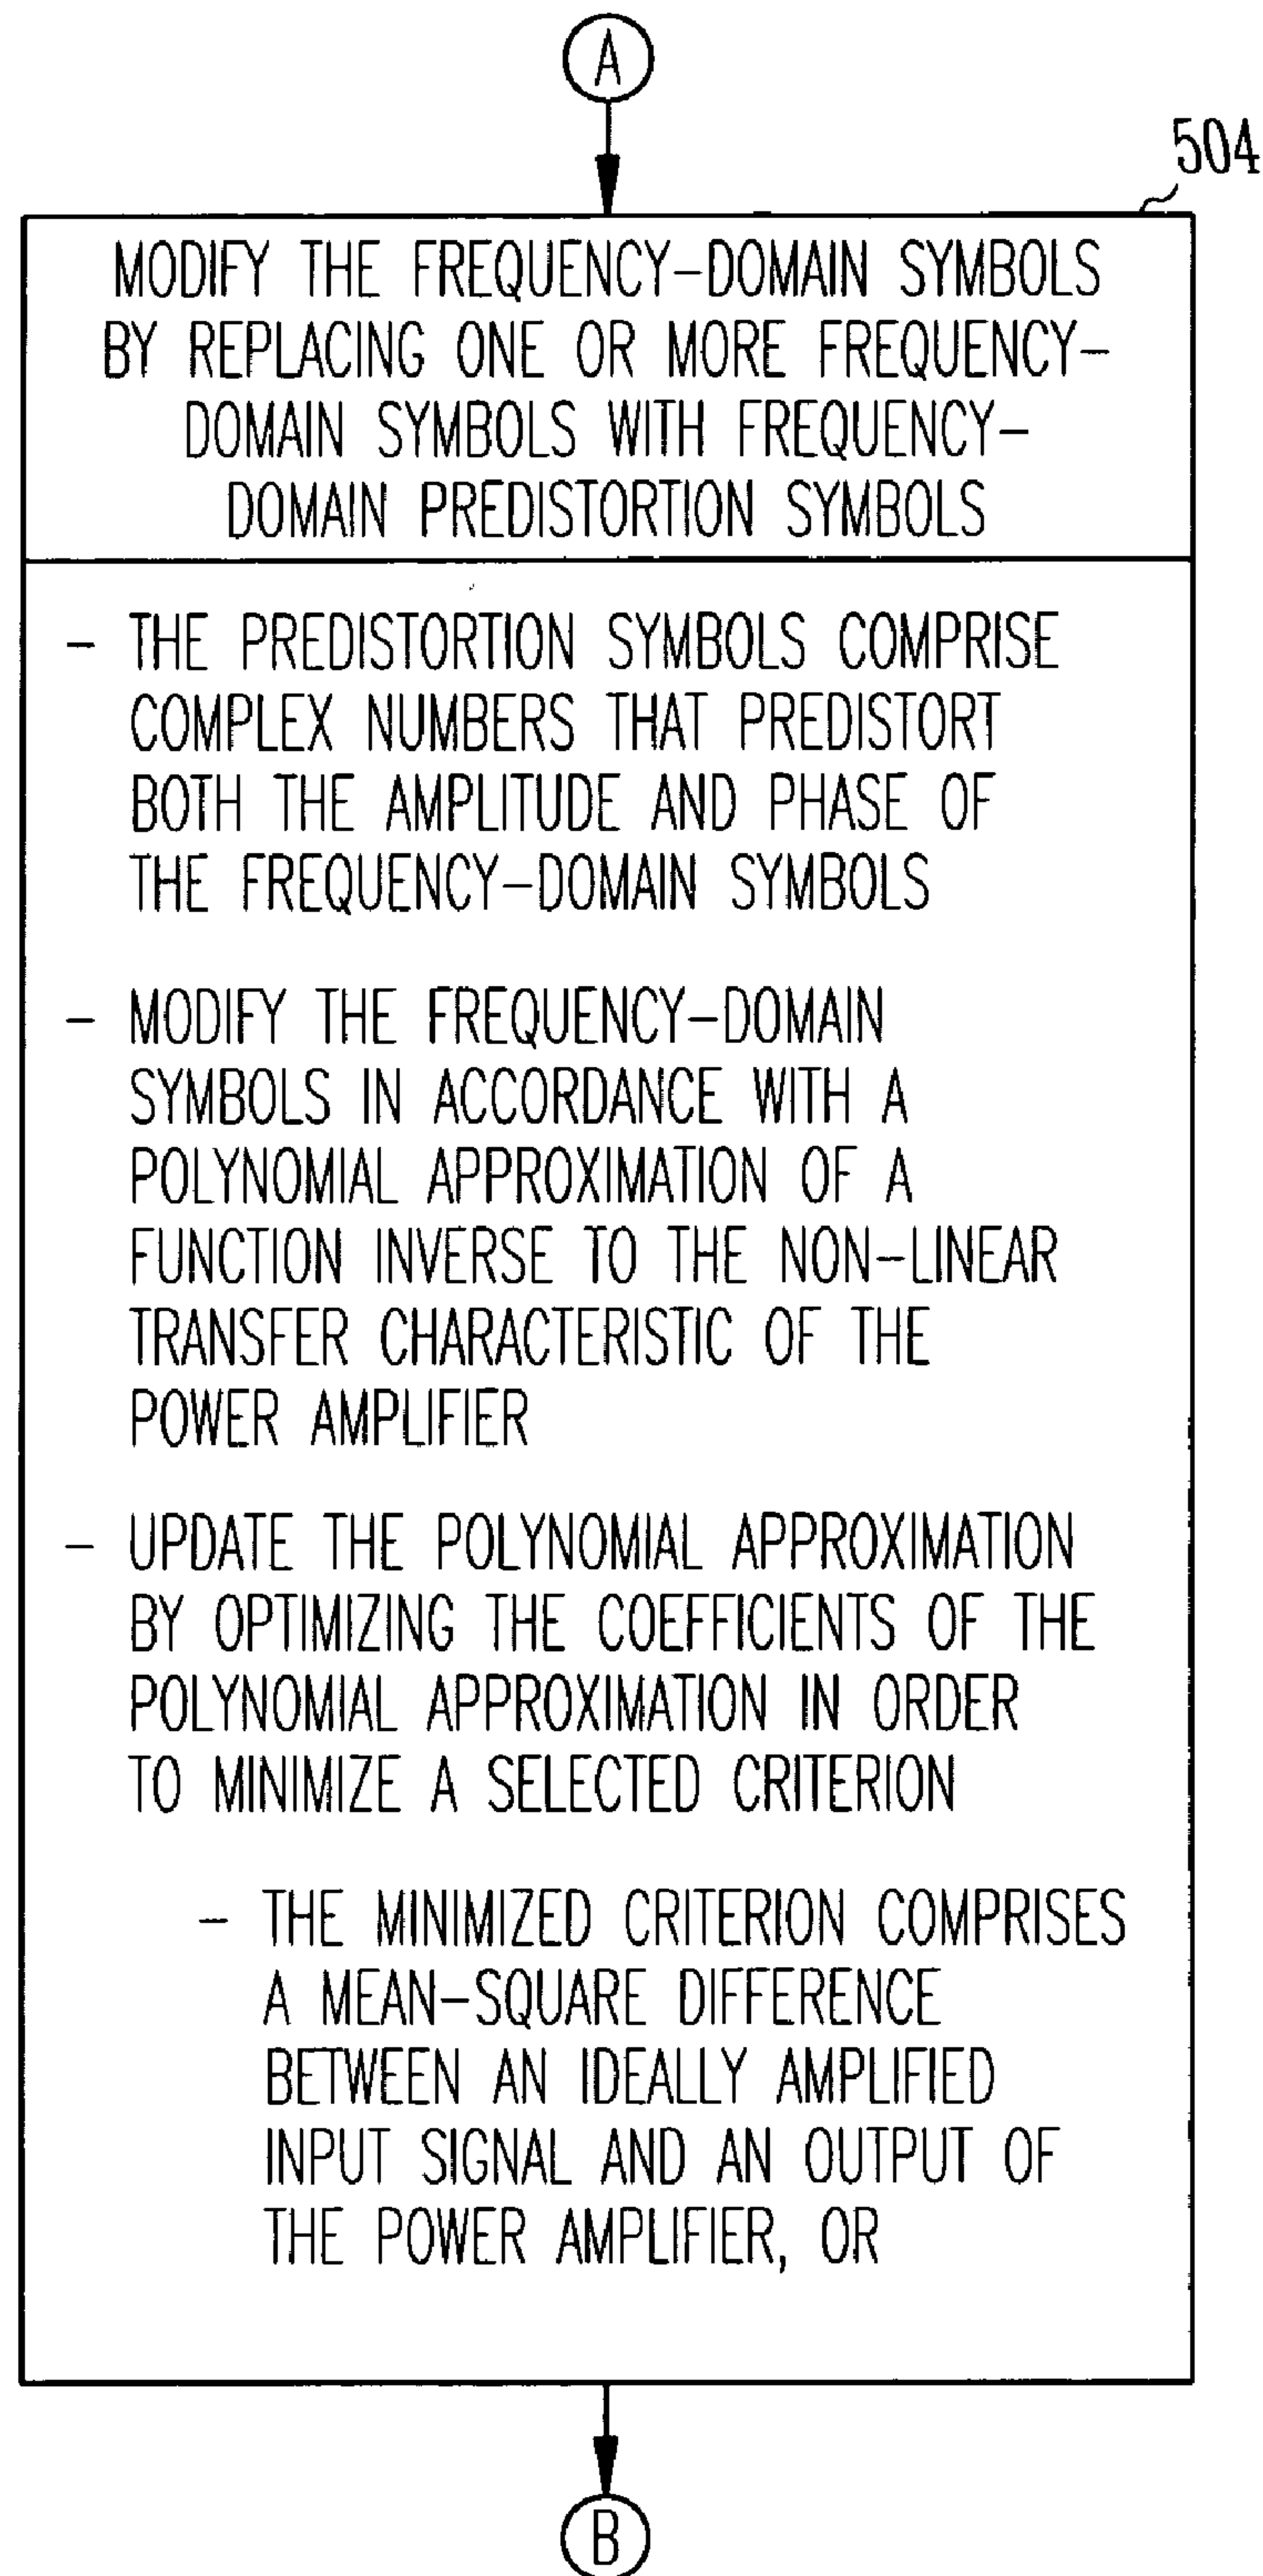 A
504
MODIFY THE FREQUENCY-DOMAIN SYMBOLS
BY REPLACING ONE OR MORE FREQUENCY-
DOMAIN SYMBOLS WITH FREQUENCY-
DOMAIN PREDISTORTION SYMBOLS
- THE PREDISTORTION SYMBOLS COMPRISE
COMPLEX NUMBERS THAT PREDISTORT
BOTH THE AMPLITUDE AND PHASE OF
THE FREQUENCY-DOMAIN SYMBOLS
- MODIFY THE FREQUENCY-DOMAIN
SYMBOLS IN ACCORDANCE WITH A
POLYNOMIAL APPROXIMATION OF A
FUNCTION INVERSE TO THE NON-LINEAR
TRANSFER CHARACTERISTIC OF THE
POWER AMPLIFIER
- UPDATE THE POLYNOMIAL APPROXIMATION
BY OPTIMIZING THE COEFFICIENTS OF THE
POLYNOMIAL APPROXIMATION IN ORDER
TO MINIMIZE A SELECTED CRITERION
- THE MINIMIZED CRITERION COMPRISES
A MEAN-SQUARE DIFFERENCE
BETWEEN AN IDEALLY AMPLIFIED
INPUT SIGNAL AND AN OUTPUT OF
THE POWER AMPLIFIER, OR
B